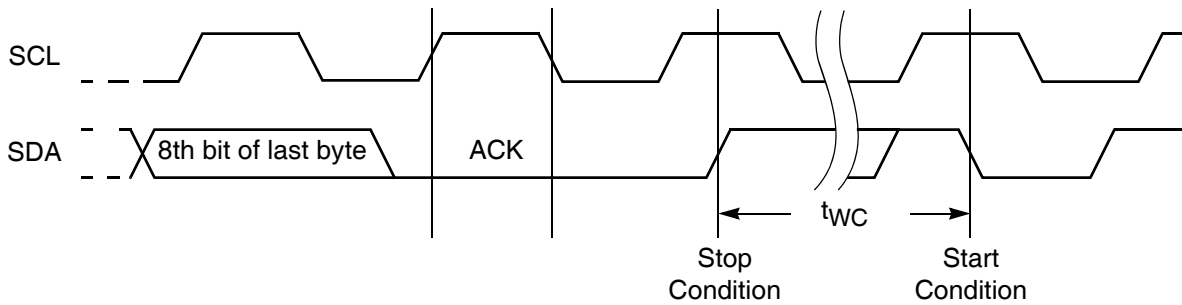 SCL
SDA
8th bit of last byte
ACK
tWC
Stop
Condition
Start
Condition